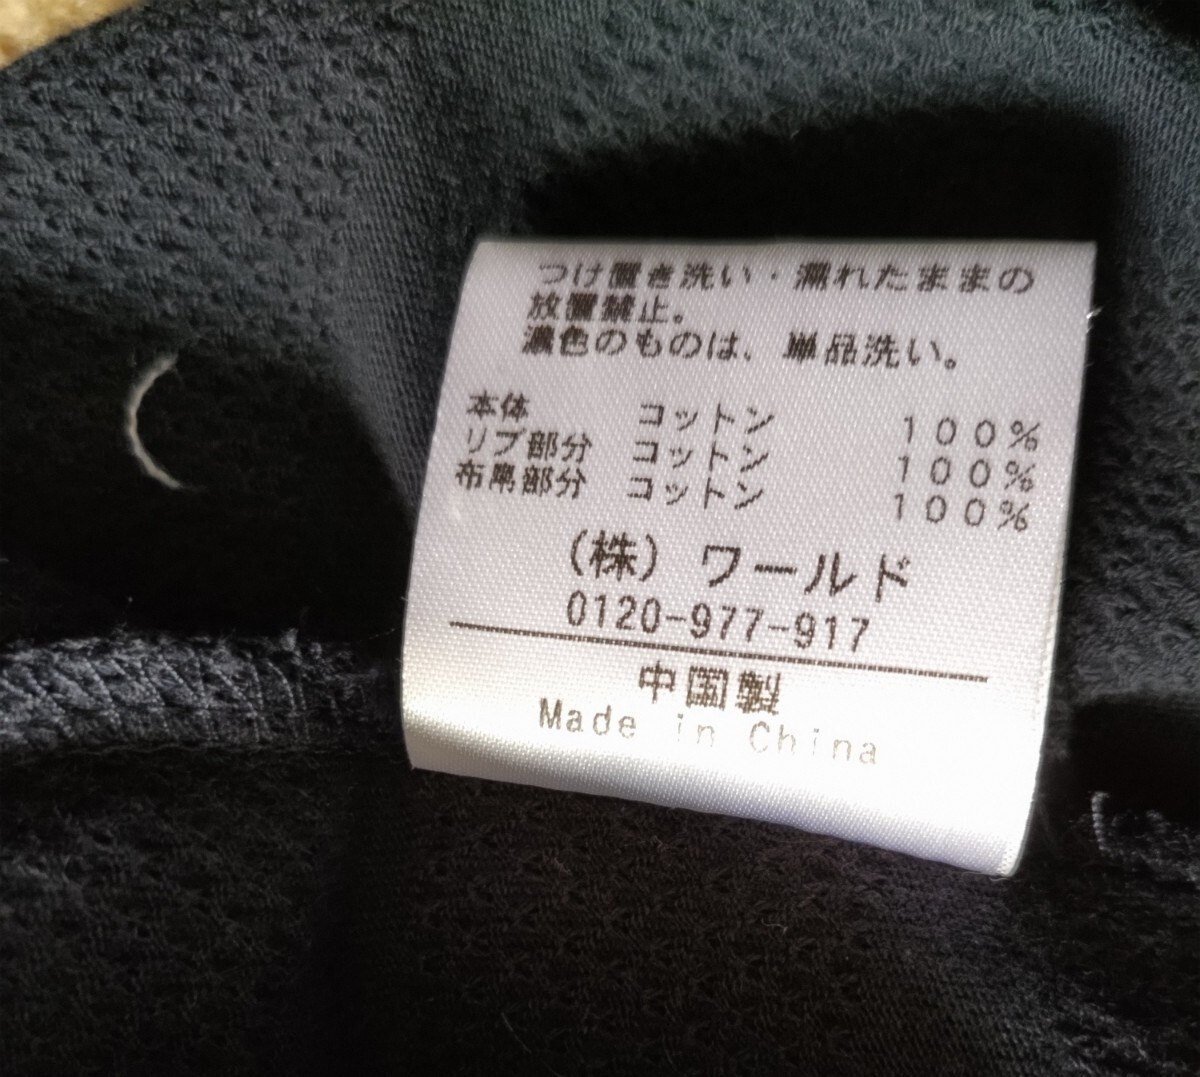 つけ置き洗い・濡れたままの
放置禁止。
濃色のものは、単品洗い。
本体 コットン 100%
リブ部分 コットン 100%
布帛部分 コットン 100%
(株)ワールド
0120-977-917
中国製
Made in China